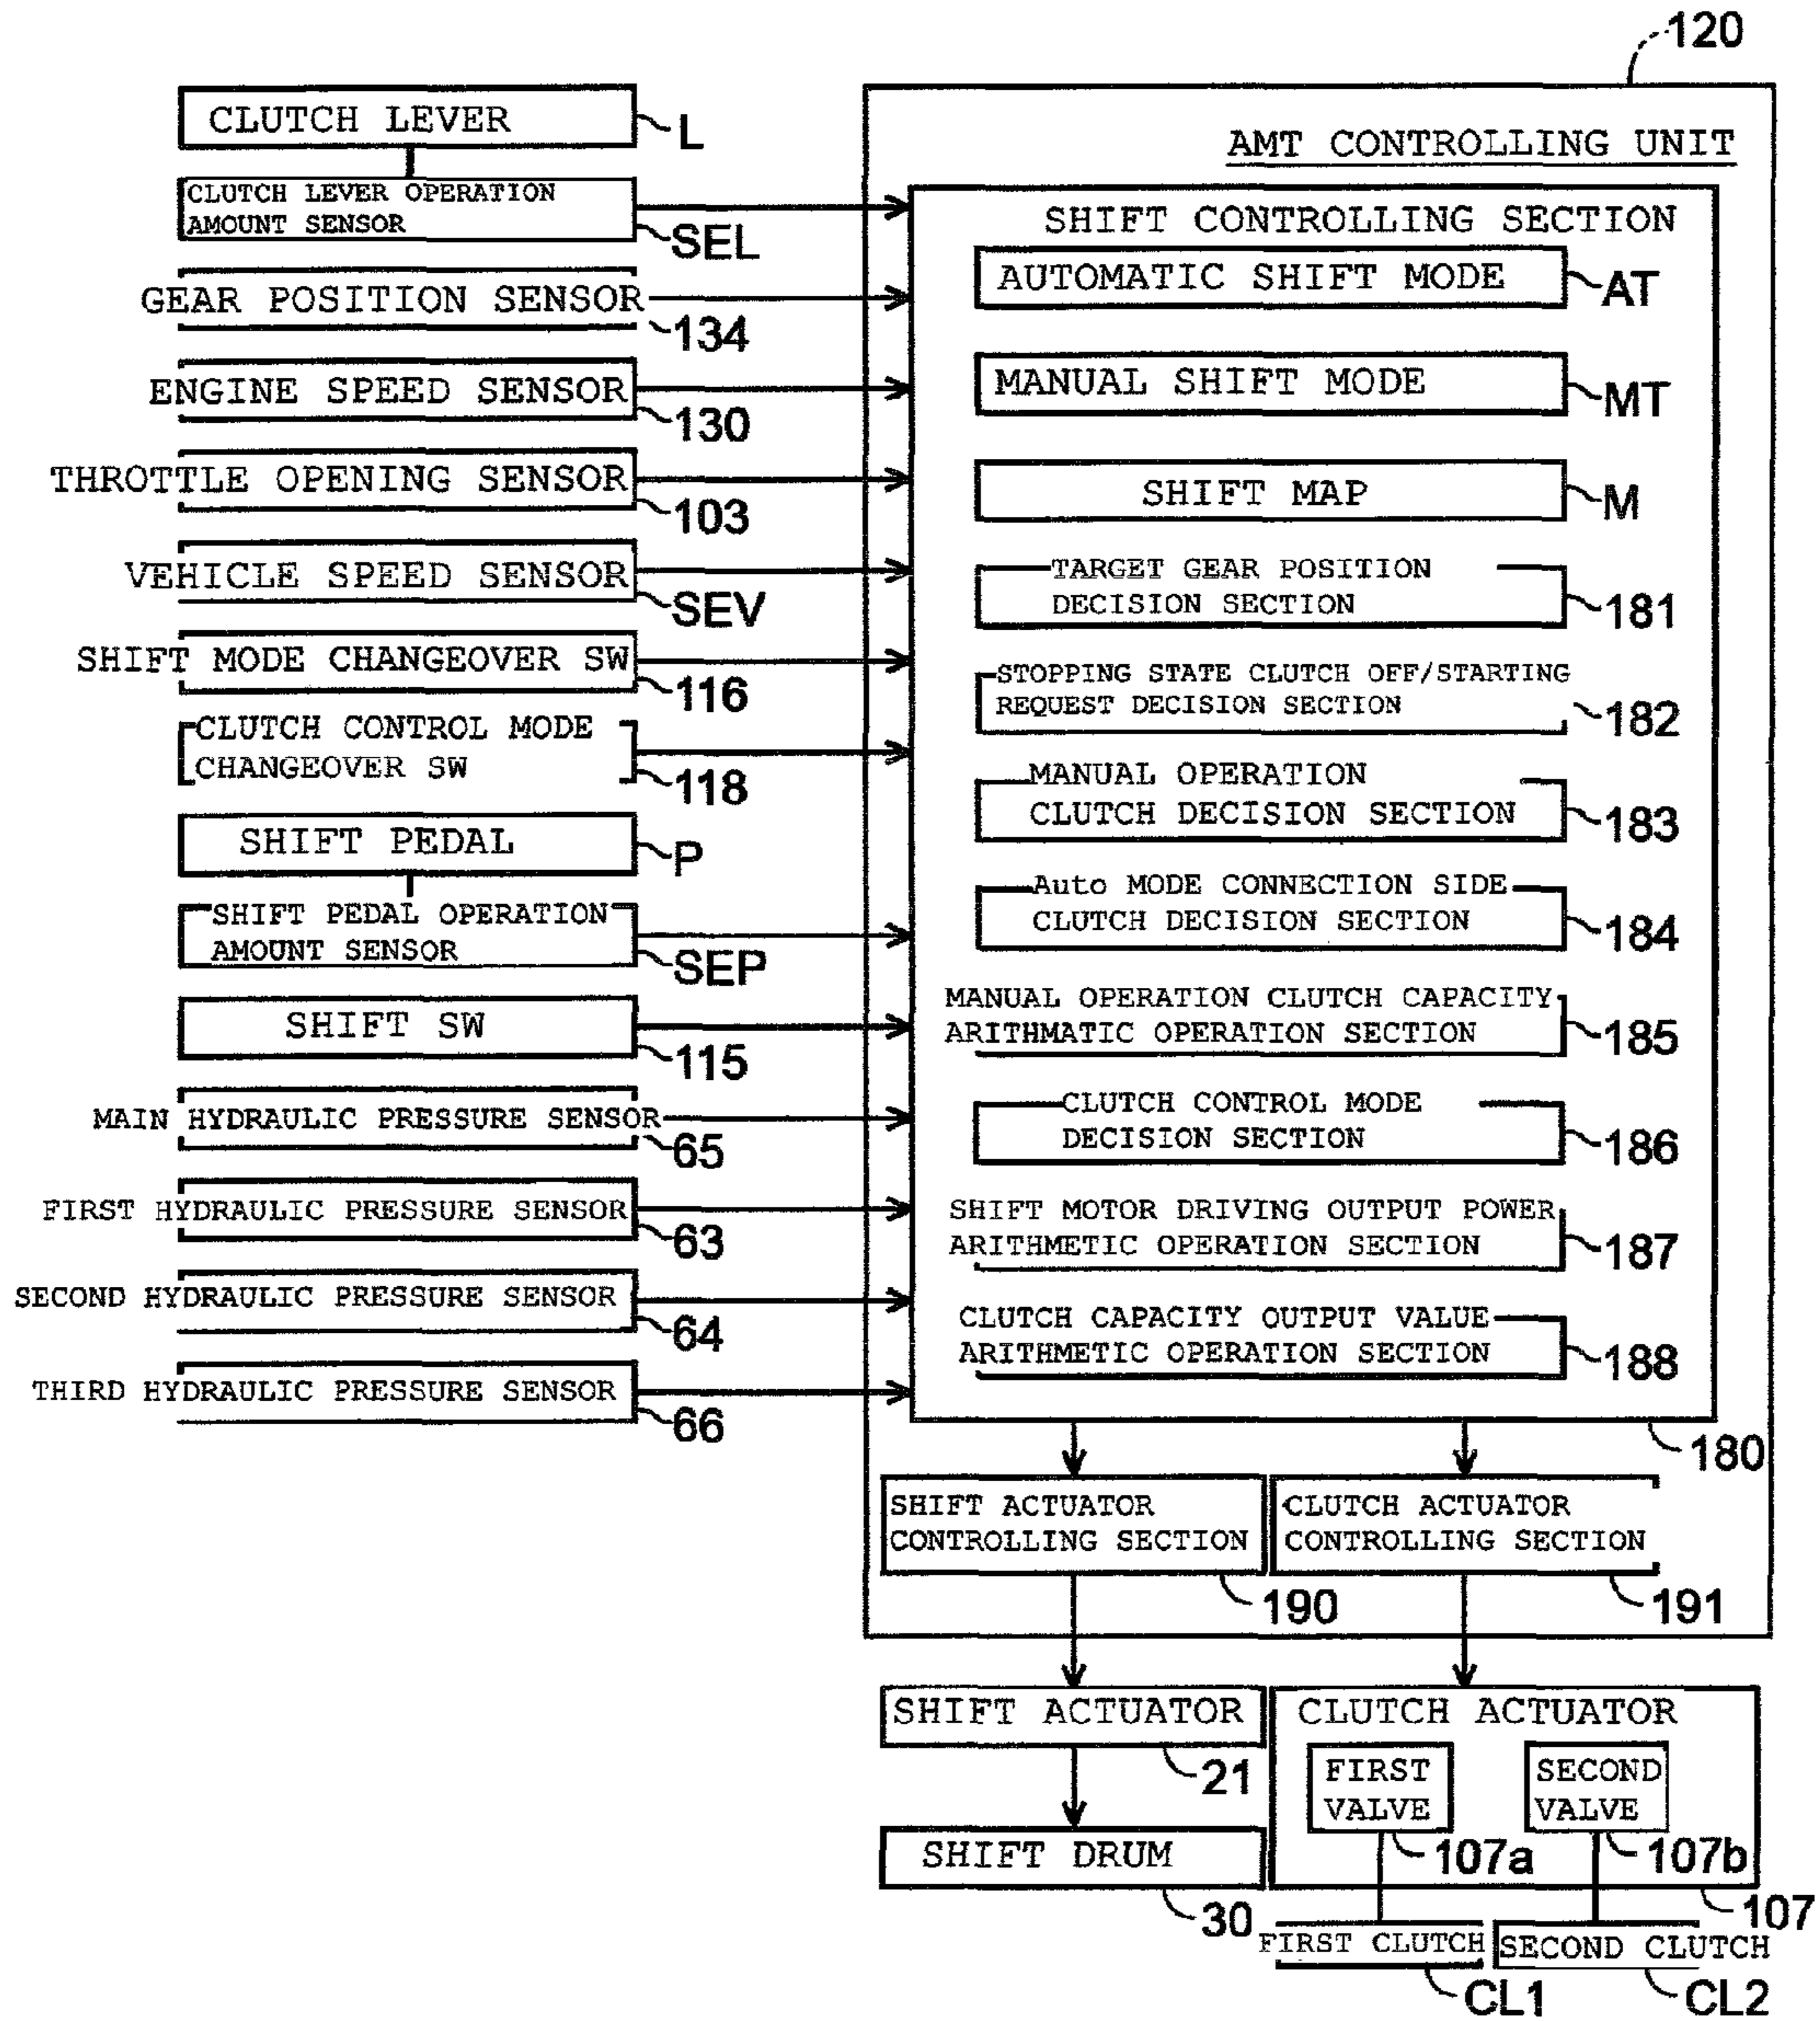 120
CLUTCH LEVER
L
CLUTCH LEVER OPERATION
AMOUNT SENSOR
SEL
GEAR POSITION SENSOR
134
ENGINE SPEED SENSOR
130
THROTTLE OPENING SENSOR
103
VEHICLE SPEED SENSOR
SEV
SHIFT MODE CHANGEOVER SW
116
CLUTCH CONTROL MODE
CHANGEOVER SW
118
SHIFT PEDAL
P
SHIFT PEDAL OPERATION
AMOUNT SENSOR
SEP
SHIFT SW
115
MAIN HYDRAULIC PRESSURE SENSOR
65
FIRST HYDRAULIC PRESSURE SENSOR
63
SECOND HYDRAULIC PRESSURE SENSOR
64
THIRD HYDRAULIC PRESSURE SENSOR
66
AMT CONTROLLING UNIT
SHIFT CONTROLLING SECTION
AUTOMATIC SHIFT MODE
AT
MANUAL SHIFT MODE
MT
SHIFT MAP
M
TARGET GEAR POSITION
DECISION SECTION
181
STOPPING STATE CLUTCH OFF/STARTING
REQUEST DECISION SECTION
182
MANUAL OPERATION
CLUTCH DECISION SECTION
183
Auto MODE CONNECTION SIDE
CLUTCH DECISION SECTION
184
MANUAL OPERATION CLUTCH CAPACITY
ARITHMATIC OPERATION SECTION
185
CLUTCH CONTROL MODE
DECISION SECTION
186
SHIFT MOTOR DRIVING OUTPUT POWER
ARITHMETIC OPERATION SECTION
187
CLUTCH CAPACITY OUTPUT VALUE
ARITHMETIC OPERATION SECTION
188
180
SHIFT ACTUATOR
CONTROLLING SECTION
190
CLUTCH ACTUATOR
CONTROLLING SECTION
191
SHIFT ACTUATOR
21
SHIFT DRUM
30
CLUTCH ACTUATOR
FIRST
VALVE
107a
SECOND
VALVE
107b
107
FIRST CLUTCH
CL1
SECOND CLUTCH
CL2